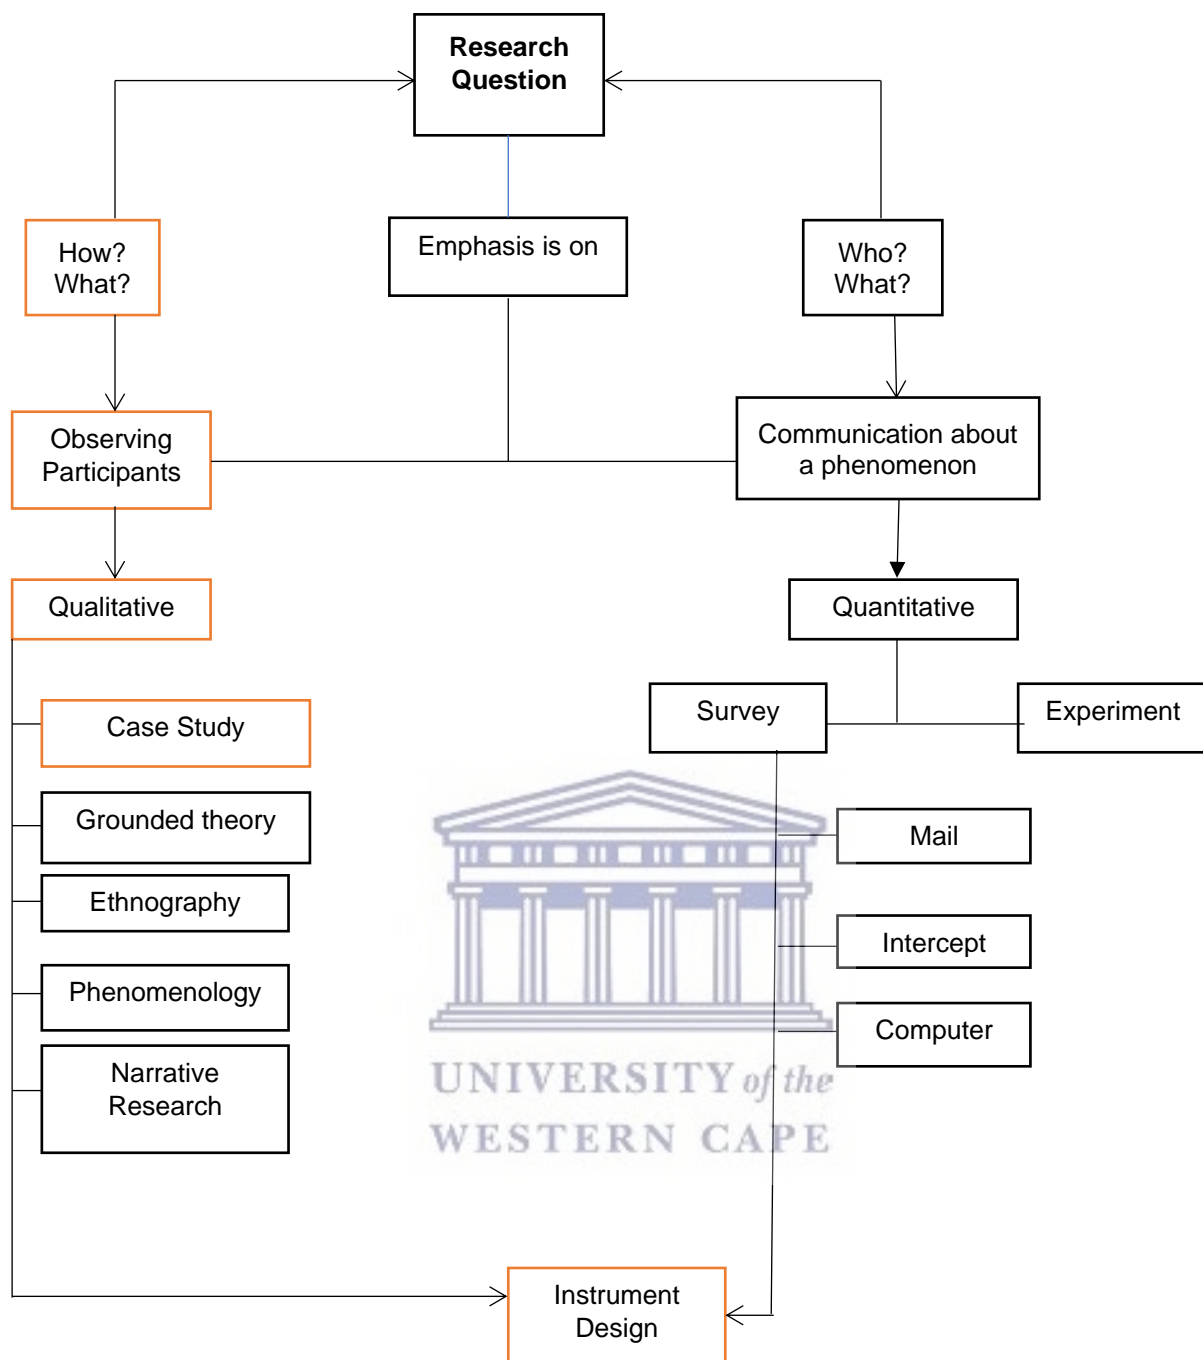 Research
Question
How?
What?
Emphasis is on
Who?
What?
Observing
Participants
Communication about
a phenomenon
Qualitative
Quantitative
Case Study
Survey
Experiment
Grounded theory
Mail
Ethnography
Intercept
Phenomenology
Computer
Narrative
Research
UNIVERSITY of the
WESTERN CAPE
Instrument
Design